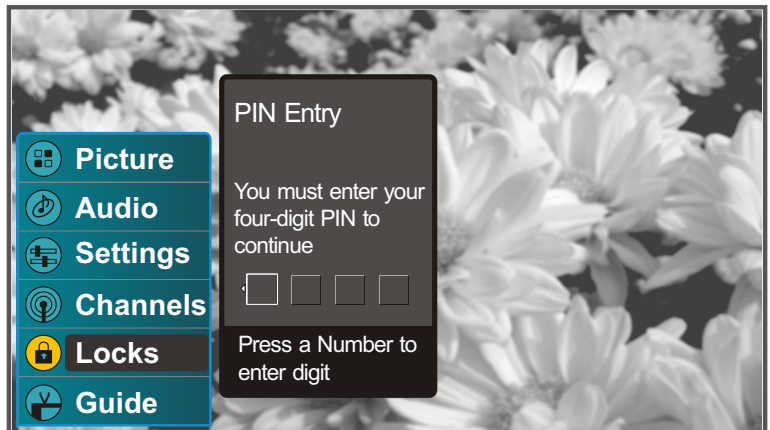 PIN Entry
You must enter your
four-digit PIN to
continue
Press a Number to
enter digit
Picture
Audio
Settings
Channels
Locks
Guide